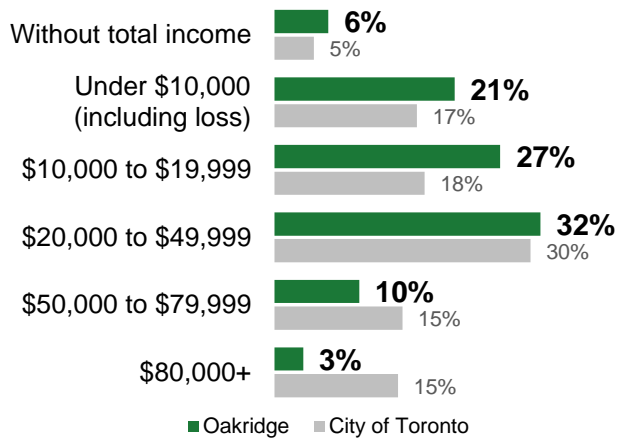 Without total income
6%
5%
Under $10,000
(including loss)
21%
17%
$10,000 to $19,999
27%
18%
$20,000 to $49,999
32%
30%
$50,000 to $79,999
10%
15%
$80,000+
3%
15%
Oakridge City of Toronto